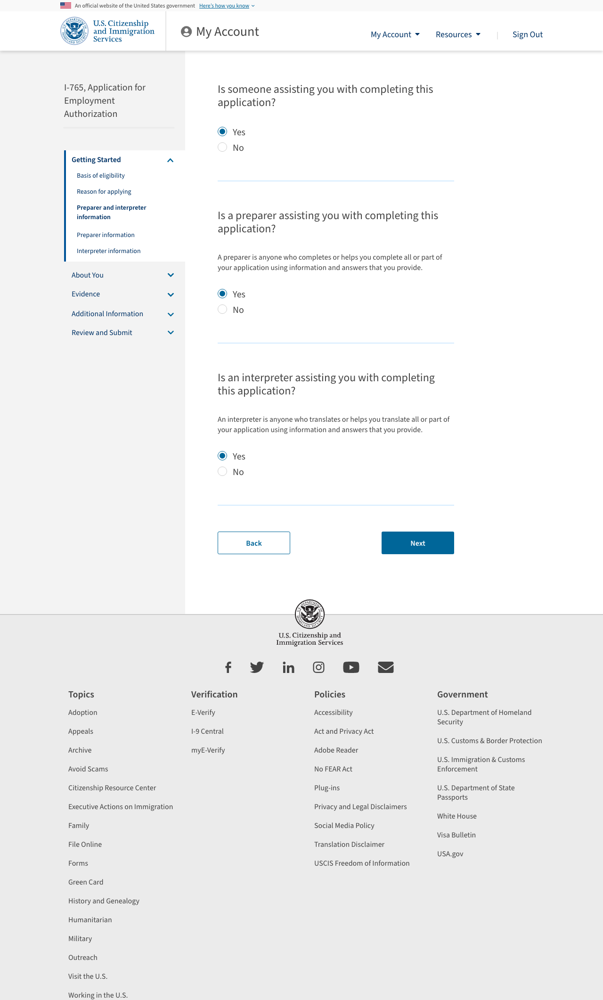 An official website of the United States government Here's how you know
U.S. Citizenship
and Immigration
Services
My Account
My Account
Resources
Sign Out
I-765, Application for
Employment
Authorization
Getting Started
Basis of eligibility
Reason for applying
Preparer and interpreter
information
Preparer information
Interpreter information
About You
Evidence
Additional Information
Review and Submit
Is someone assisting you with completing this
application?
Yes
No
Is a preparer assisting you with completing this
application?
A preparer is anyone who completes or helps you complete all or part of
your application using information and answers that you provide.
Yes
No
Is an interpreter assisting you with completing
this application?
An interpreter is anyone who translates or helps you translate all or part of
your application using information and answers that you provide.
Yes
No
Back
Next
U.S. Citizenship and
Immigration Services
Topics
Adoption
Appeals
Archive
Avoid Scams
Citizenship Resource Center
Executive Actions on Immigration
Family
File Online
Forms
Green Card
History and Genealogy
Humanitarian
Military
Outreach
Visit the U.S.
Working in the U.S.
Verification
E-Verify
I-9 Central
myE-Verify
Policies
Accessibility
Act and Privacy Act
Adobe Reader
No FEAR Act
Plug-ins
Privacy and Legal Disclaimers
Social Media Policy
Translation Disclaimer
USCIS Freedom of Information
Government
U.S. Department of Homeland
Security
U.S. Customs & Border Protection
U.S. Immigration & Customs
Enforcement
U.S. Department of State
Passports
White House
Visa Bulletin
USA.gov